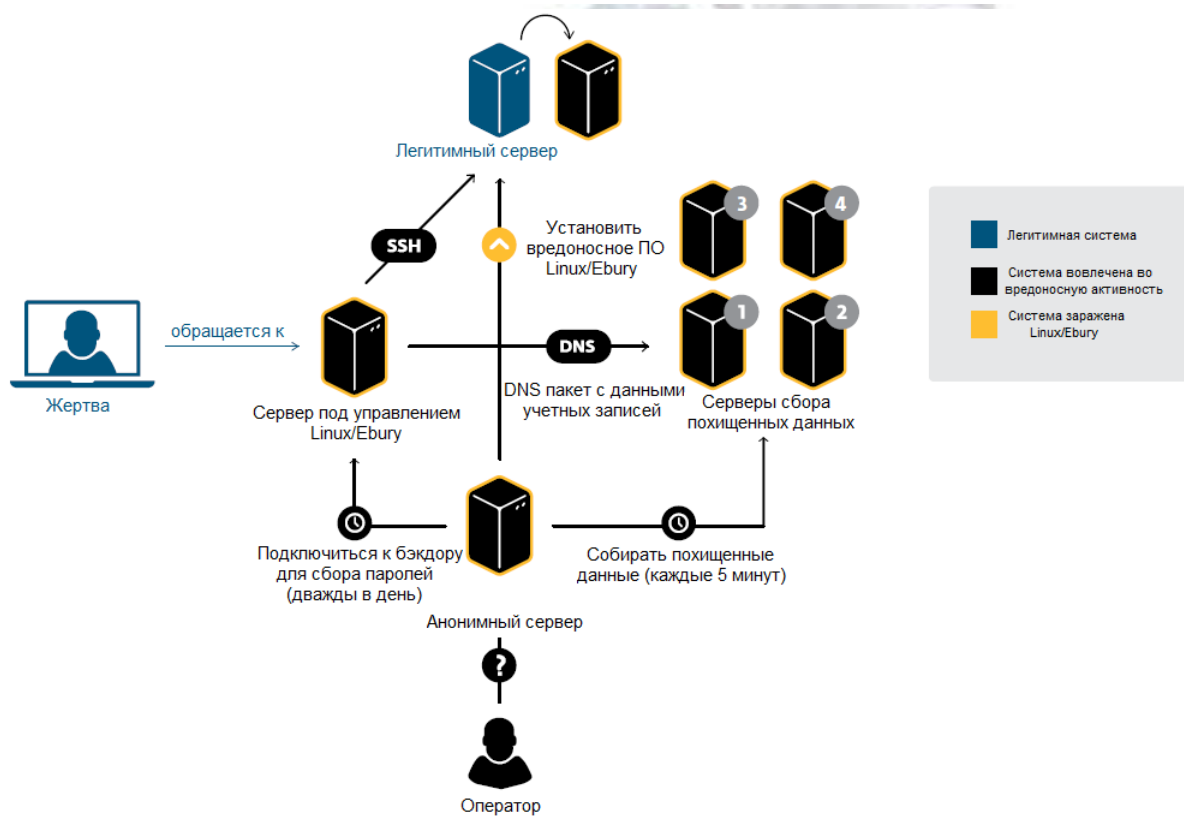 Легитимный сервер
3
4
SSH
Установить
вредоносное ПО
Linux/Ebury
Легитимная система
Система вовлечена во
вредоносную активность
Система заражена
Linux/Ebury
1
2
обращается к
DNS
Жертва
Сервер под управлением
Linux/Ebury
DNS пакет с данными
учетных записей
Серверы сбора
похищенных данных
Подключиться к бэкдору
для сбора паролей
(дважды в день)
Собирать похищенные
данные (каждые 5 минут)
Анонимный сервер
?
Оператор